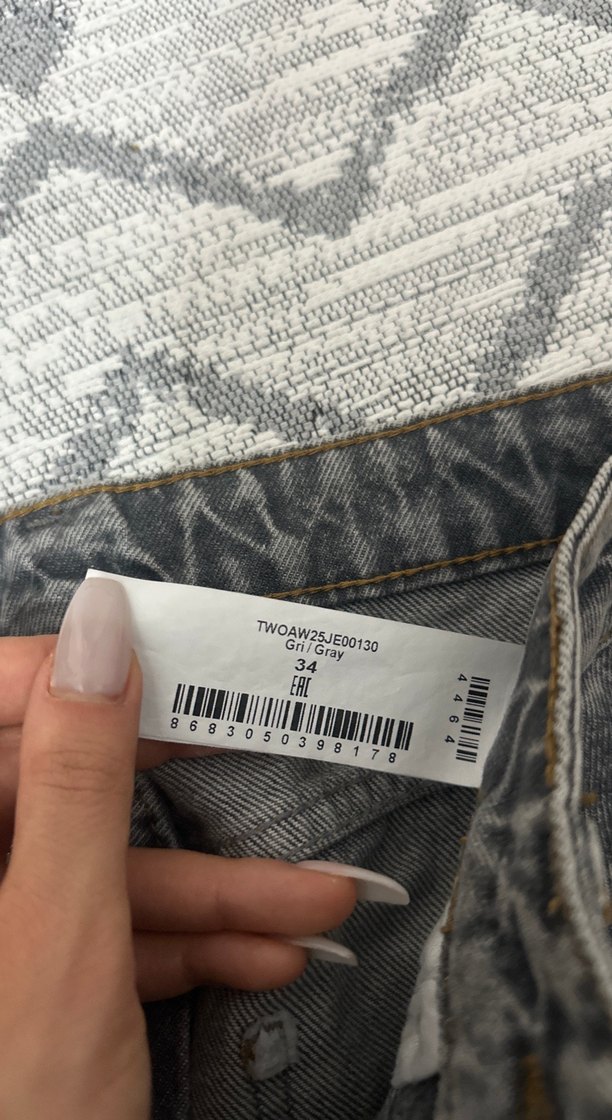 TWOAW25JE00130
Gri / Gray
34
EAC
8683050398178
4464